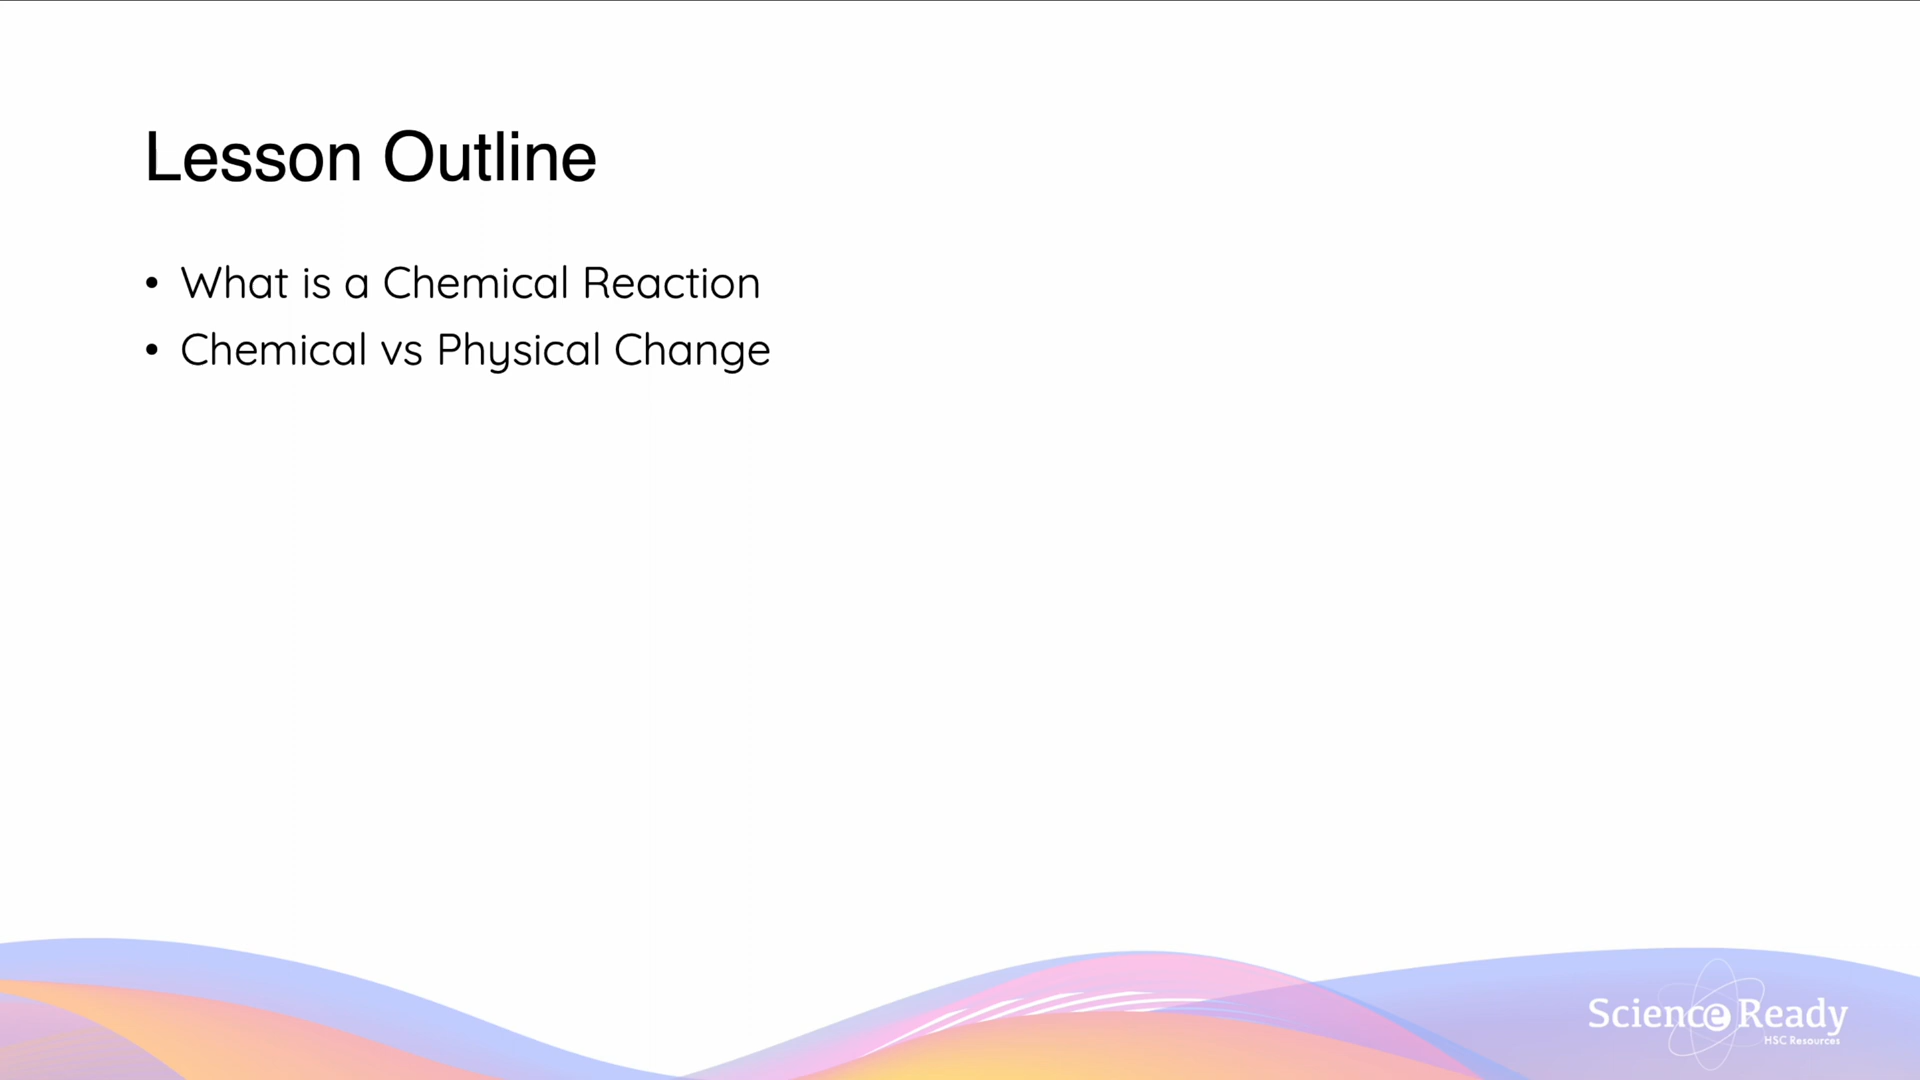 Lesson Outline
• What is a Chemical Reaction
• Chemical vs Physical Change
Science Ready
HSC Resources